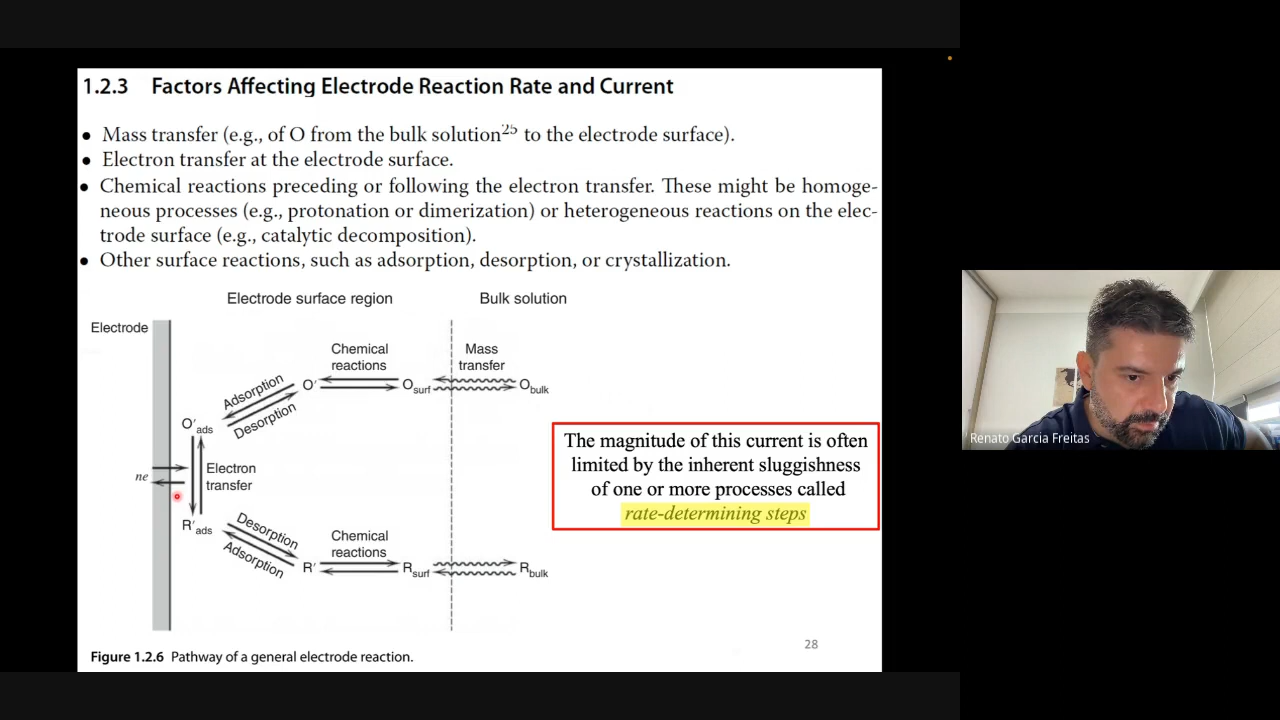 1.2.3 Factors Affecting Electrode Reaction Rate and Current
• Mass transfer (e.g., of O from the bulk solution25 to the electrode surface).
• Electron transfer at the electrode surface.
• Chemical reactions preceding or following the electron transfer. These might be homoge-
neous processes (e.g., protonation or dimerization) or heterogeneous reactions on the elec-
trode surface (e.g., catalytic decomposition).
• Other surface reactions, such as adsorption, desorption, or crystallization.
Electrode surface region
Bulk solution
Electrode
Chemical
reactions
Mass
transfer
Adsorption
Desorption
O′
Osurf
Obulk
O′ads
ne
Electron
transfer
R′ads
Desorption
Adsorption
Chemical
reactions
R′
Rsurf
Rbulk
The magnitude of this current is often
limited by the inherent sluggishness
of one or more processes called
rate-determining steps
28
Figure 1.2.6 Pathway of a general electrode reaction.
Renato Garcia Freitas